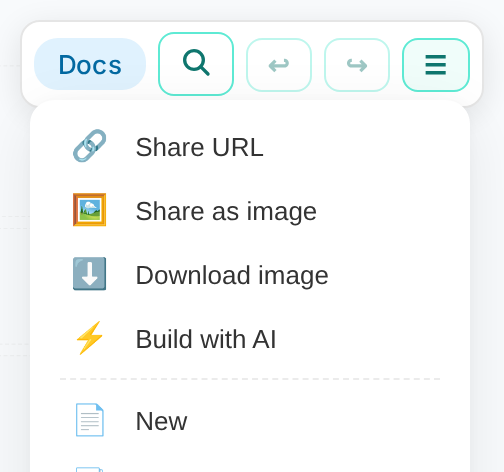 Docs
Share URL
Share as image
Download image
Build with AI
New